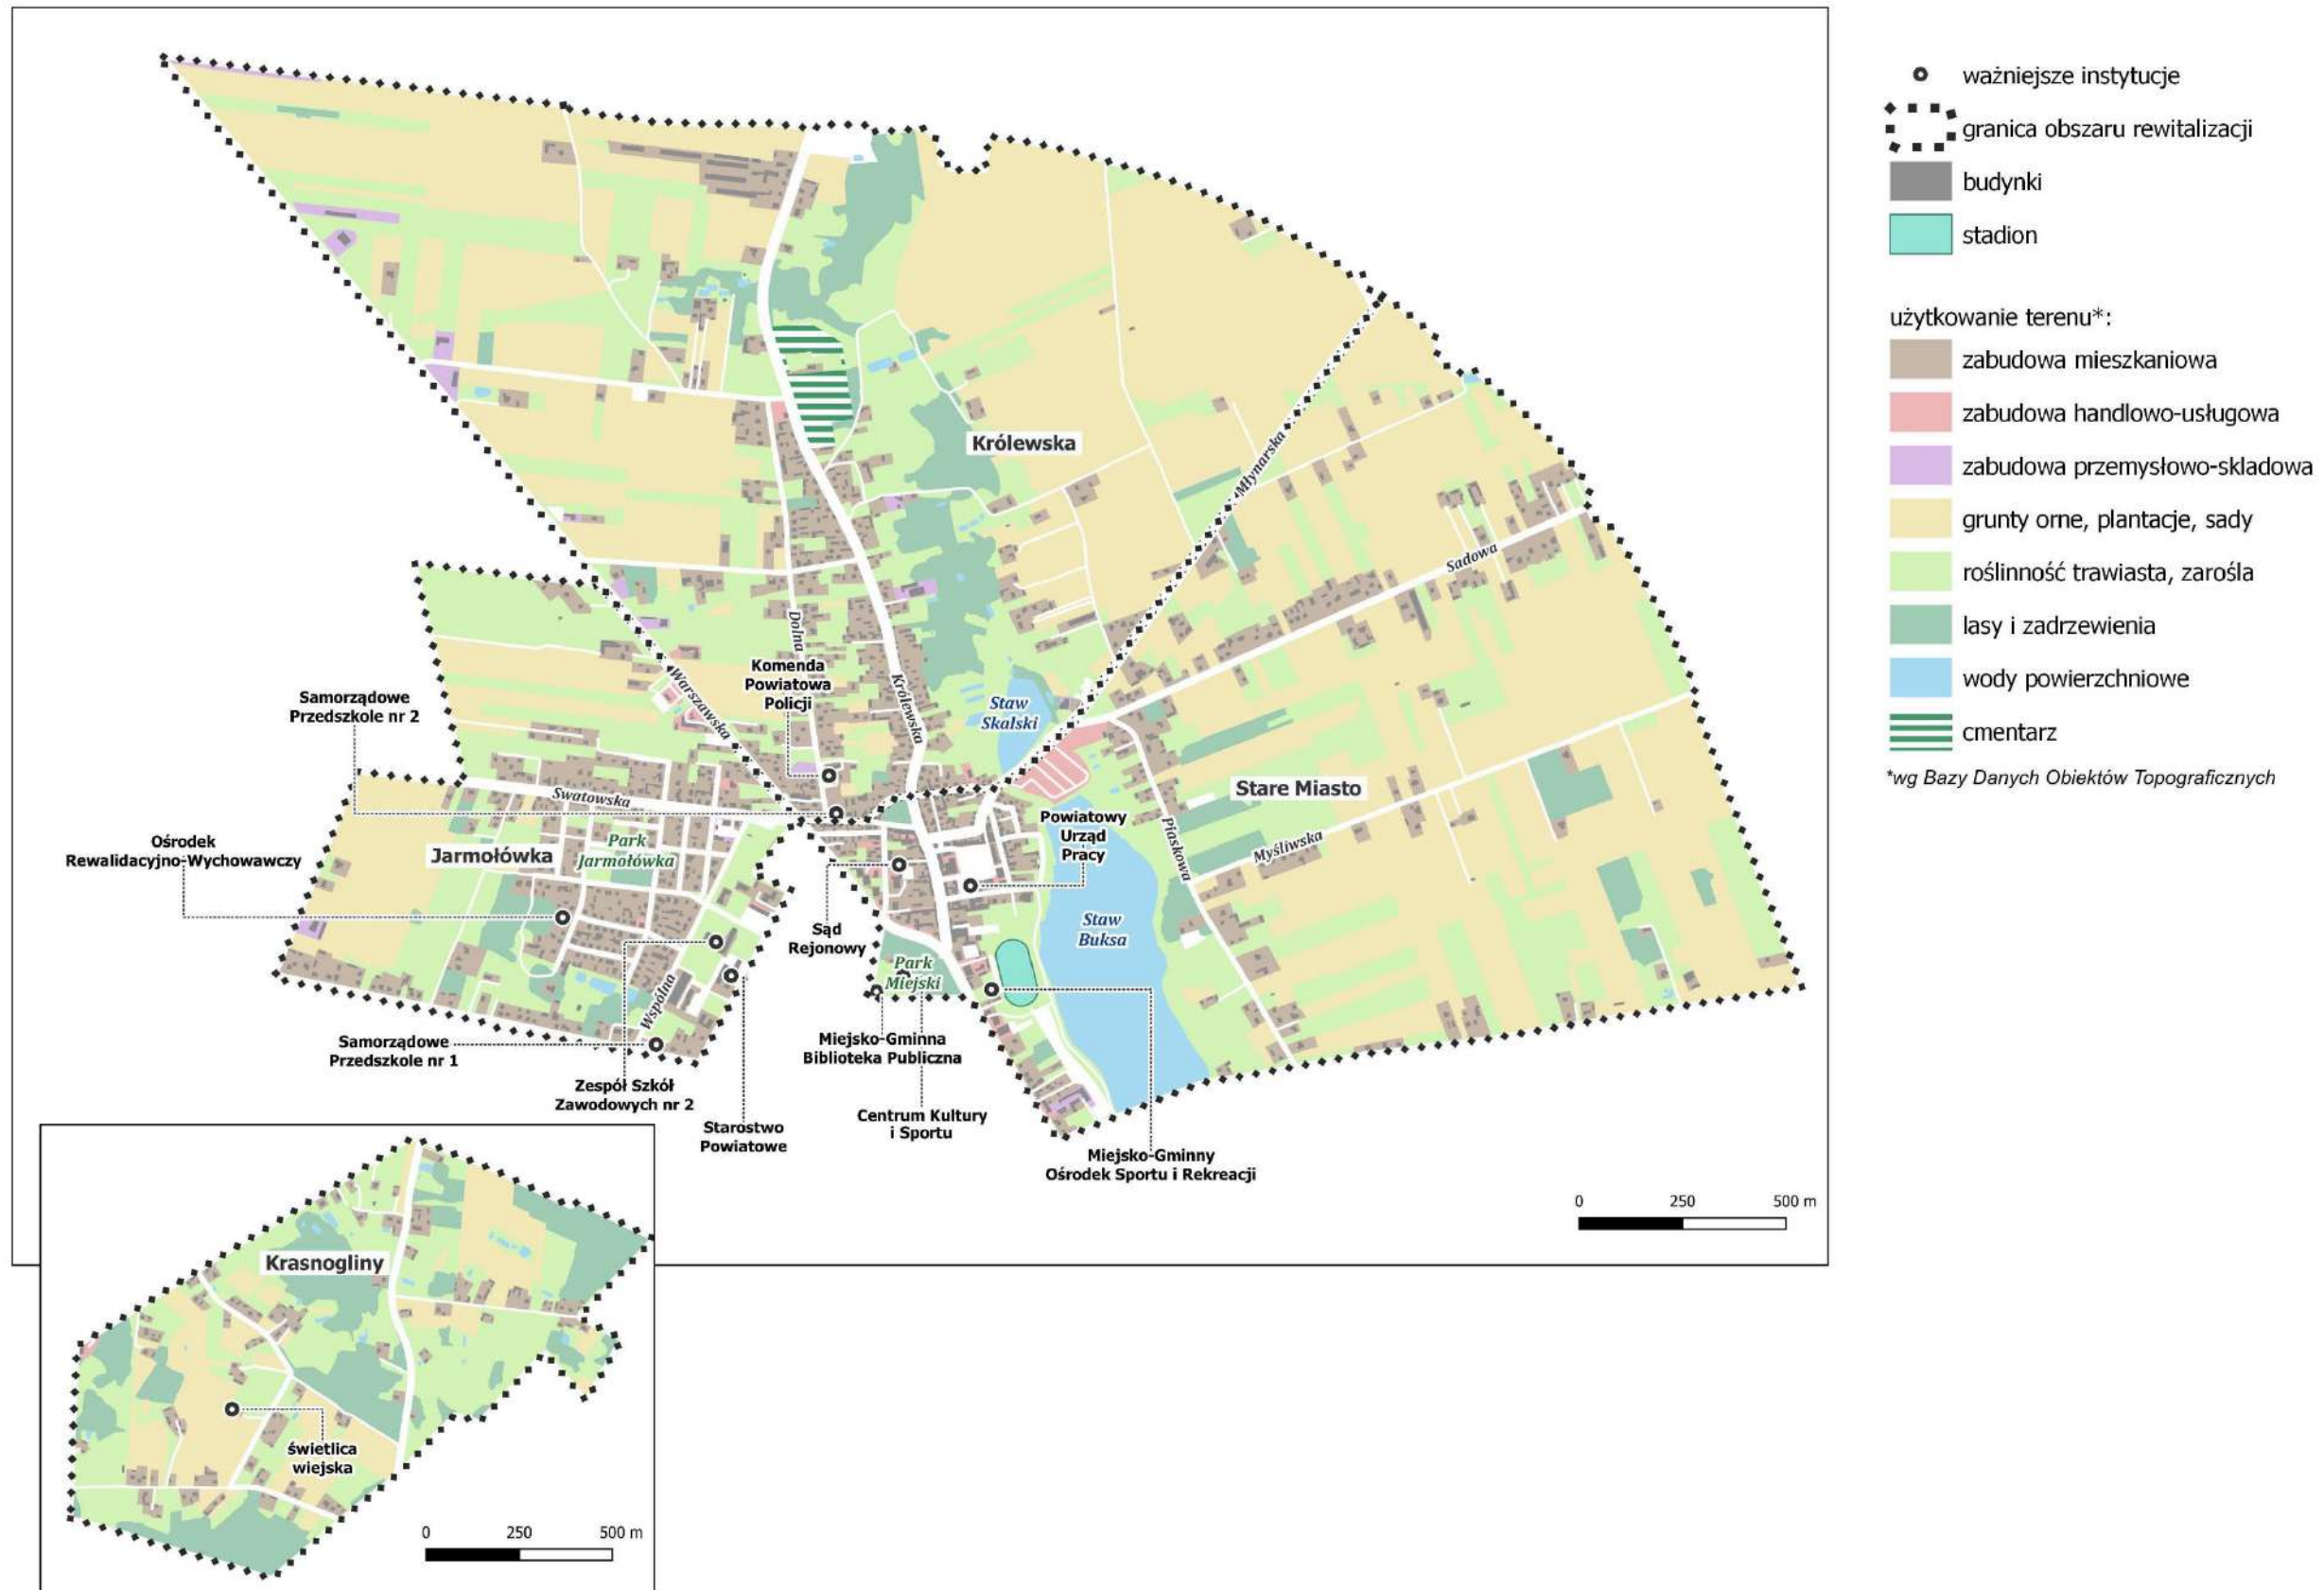 Królewska
Młynarska
Sadowa
Dolna
Komenda
Powiatowa
Policji
Królewska
Warszawska
Samorządowe
Przedszkole nr 2
Staw
Skalski
Stare Miasto
Swatowska
Ośrodek
Rewalidacyjno-Wychowawczy
Jarmołówka
Park
Jarmołówka
Powiatowy
Urząd
Pracy
Piaskowa
Myśliwska
Sąd
Rejonowy
Staw
Buksa
Park
Miejski
Wspólna
Samorządowe
Przedszkole nr 1
Zespół Szkół
Zawodowych nr 2
Starostwo
Powiatowe
Miejsko-Gminna
Biblioteka Publiczna
Centrum Kultury
i Sportu
Miejsko-Gminny
Ośrodek Sportu i Rekreacji
0 250 500 m
Krasnogliny
świetlica
wiejska
0 250 500 m
ważniejsze instytucje
granica obszaru rewitalizacji
budynki
stadion
użytkowanie terenu*:
zabudowa mieszkaniowa
zabudowa handlowo-usługowa
zabudowa przemysłowo-skladowa
grunty orne, plantacje, sady
roślinność trawiasta, zarośla
lasy i zadrzewienia
wody powierzchniowe
cmentarz
*wg Bazy Danych Obiektów Topograficznych